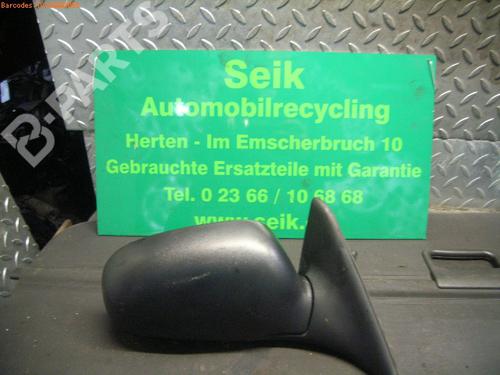 Barcodes
B-PARTS
Seik
Automobilrecycling
Herten - Im Emscherbruch 10
Gebrauchte Ersatzteile mit Garantie
Tel. 0 23 66 / 10 68 68
www.seik.